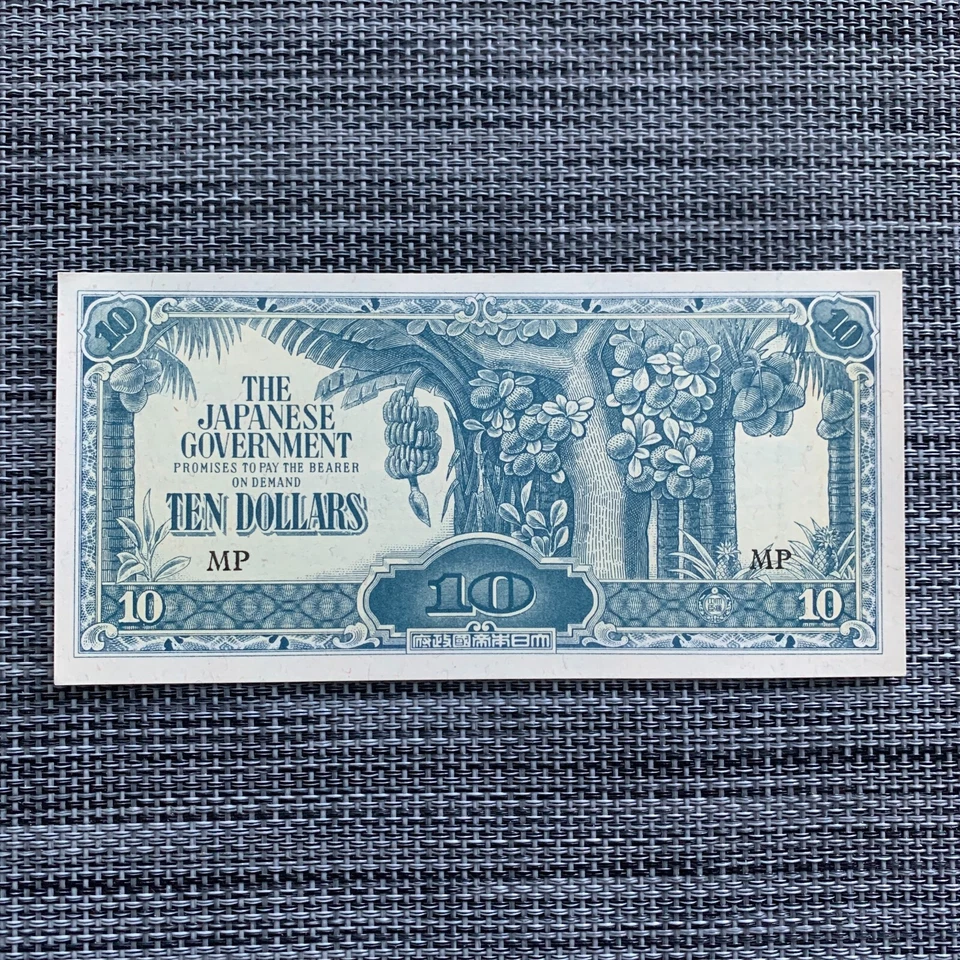 10
10
THE
JAPANESE
GOVERNMENT
PROMISES TO PAY THE BEARER
ON DEMAND
TEN DOLLARS
MP
MP
10
10
10
府政國帝本日大